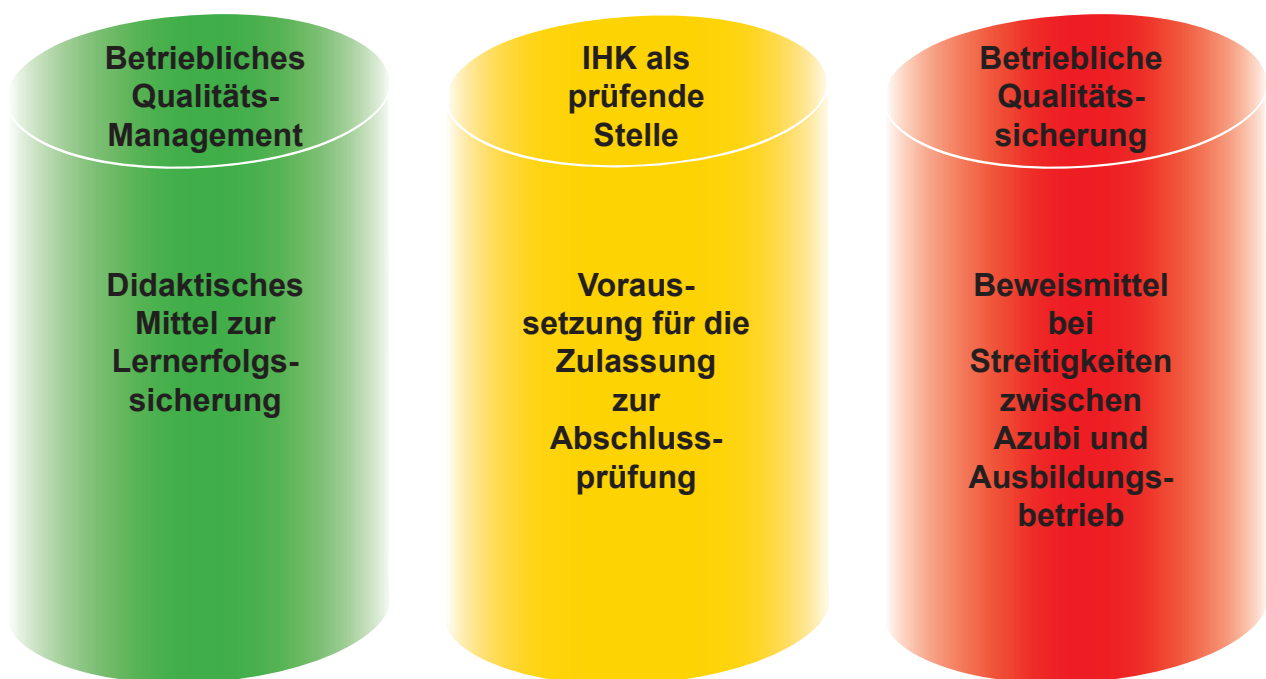 Betriebliches
Qualitäts-
Management
Didaktisches
Mittel zur
Lernerfolgs-
sicherung
IHK als
prüfende
Stelle
Voraus-
setzung für die
Zulassung
zur
Abschluss-
prüfung
Betriebliche
Qualitäts-
sicherung
Beweismittel
bei
Streitigkeiten
zwischen
Azubi und
Ausbildungs-
betrieb